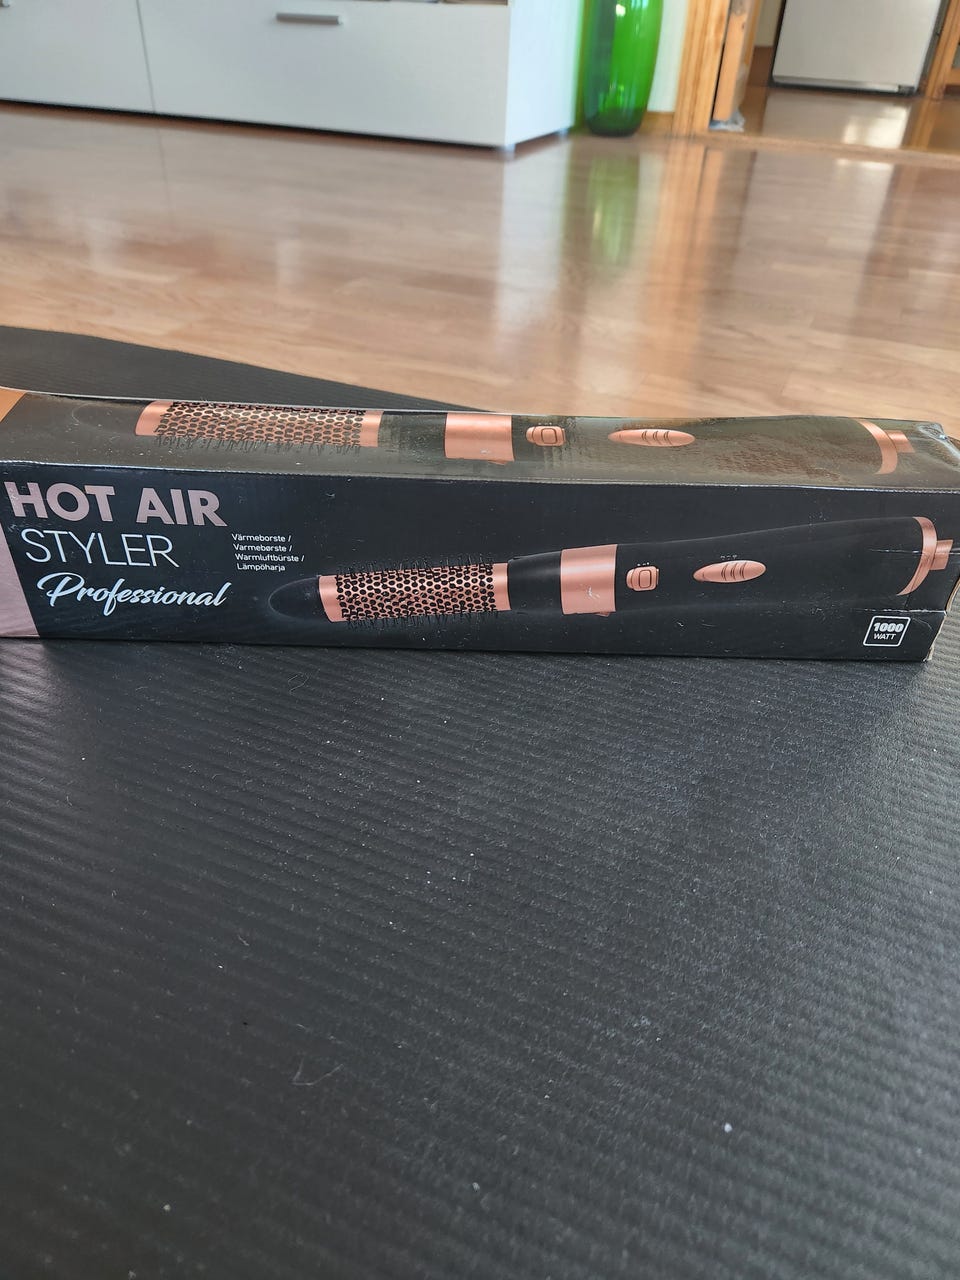 HOT AIR
STYLER
Professional
Värmeborste /
Varmebørste /
Warmluftbürste /
Lämpöharja
1000
WATT